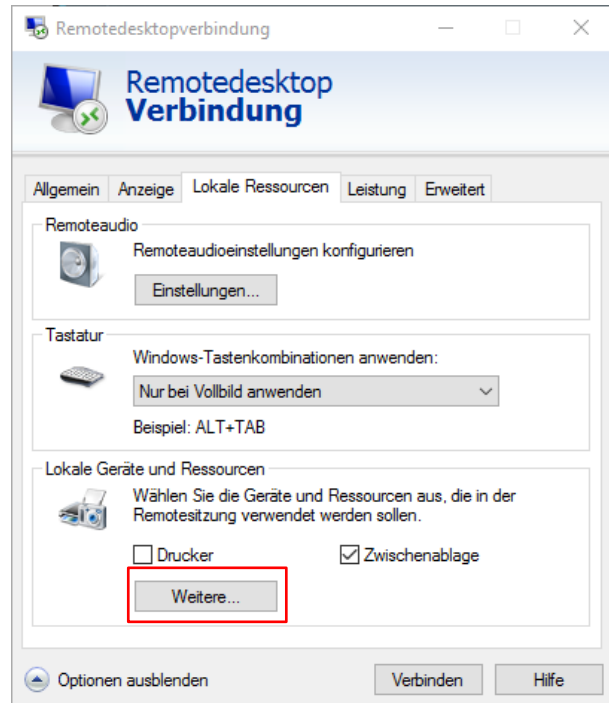 Remotedesktopverbindung
Remotedesktop
Verbindung
Allgemein Anzeige Lokale Ressourcen Leistung Erweitert
Remoteaudio
Remoteaudioeinstellungen konfigurieren
Einstellungen...
Tastatur
Windows-Tastenkombinationen anwenden:
Nur bei Vollbild anwenden
Beispiel: ALT+TAB
Lokale Geräte und Ressourcen
Wählen Sie die Geräte und Ressourcen aus, die in der
Remotesitzung verwendet werden sollen.
Drucker Zwischenablage
Weitere...
Optionen ausblenden Verbinden Hilfe